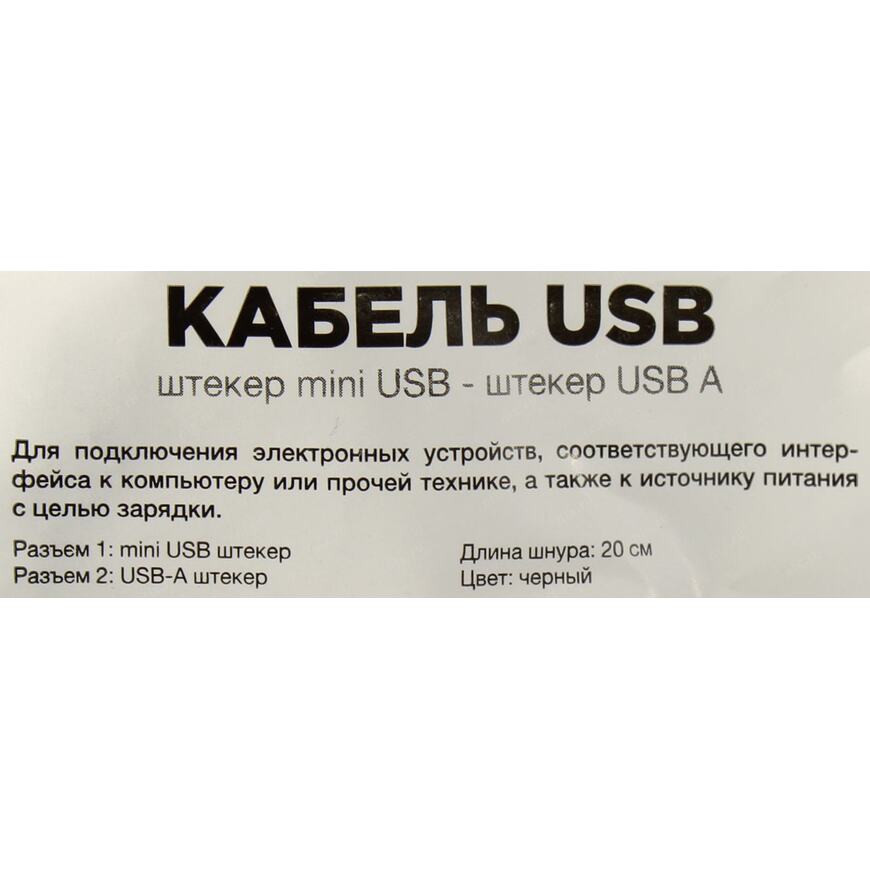 КАБЕЛЬ USB
штекер mini USB - штекер USB A
Для подключения электронных устройств, соответствующего интер-
фейса к компьютеру или прочей технике, а также к источнику питания
с целью зарядки.
Разъем 1: mini USB штекер
Разъем 2: USB-A штекер
Длина шнура: 20 см
Цвет: черный